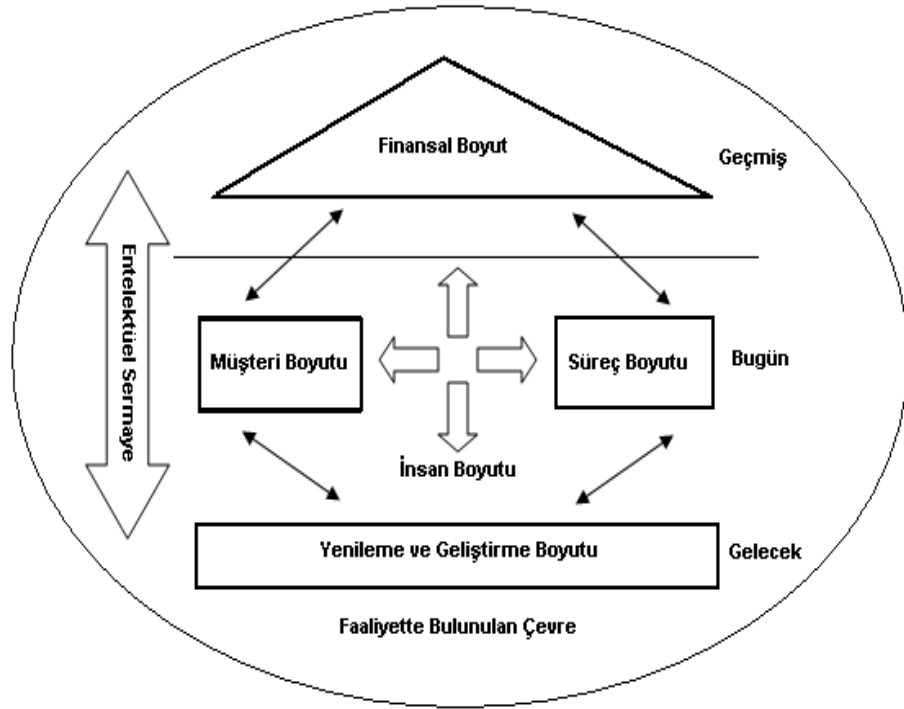 Finansal Boyut
Geçmiş
Entelektüel Sermaye
Müşteri Boyutu
Süreç Boyutu
Bugün
İnsan Boyutu
Yenileme ve Geliştirme Boyutu
Gelecek
Faaliyette Bulunulan Çevre